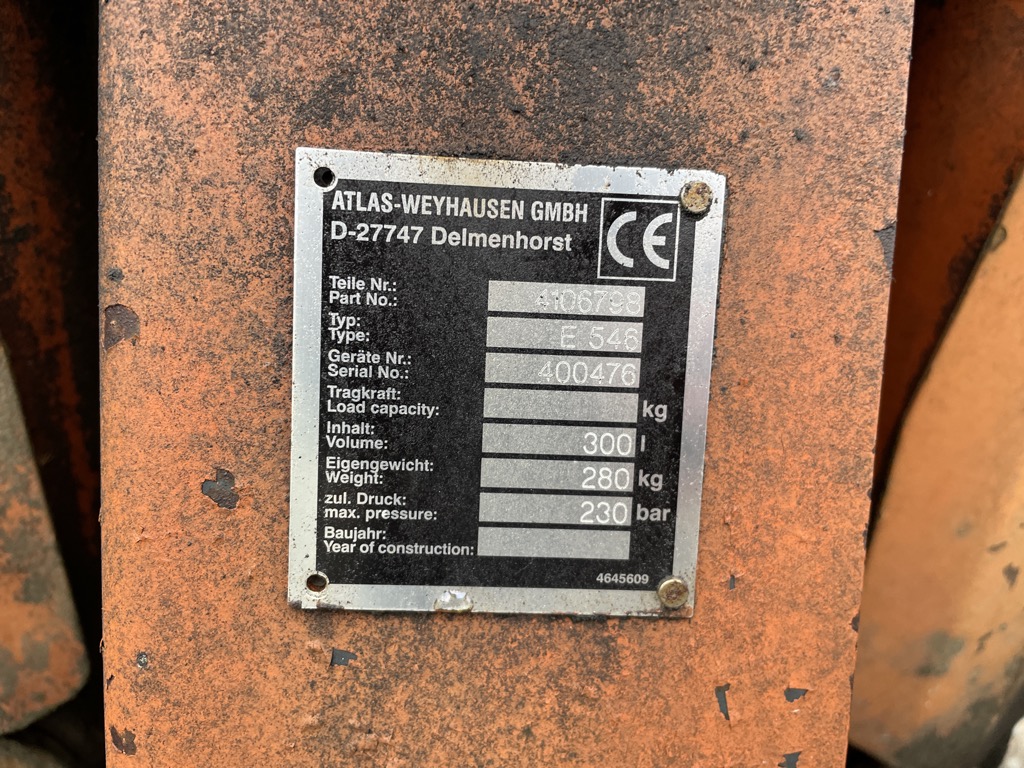 ATLAS-WEYHAUSEN GMBH
D-27747 Delmenhorst
CE
Teile Nr.:
Part No.: 4106798
Typ:
Type: E 546
Geräte Nr.:
Serial No.: 400476
Tragkraft:
Load capacity: kg
Inhalt:
Volume: 300 l
Eigengewicht:
Weight: 280 kg
zul. Druck:
max. pressure: 230 bar
Baujahr:
Year of construction:
4645609